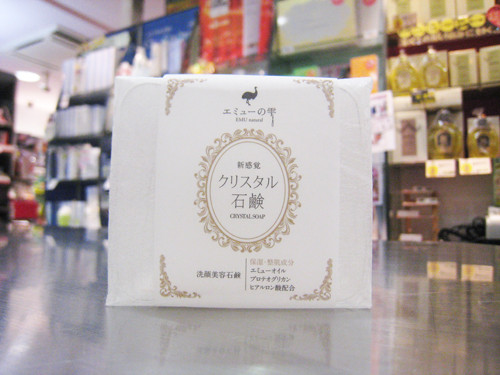 エミューの雫
EMU natural
新感覚
クリスタル
石鹸
CRYSTAL SOAP
洗顔美容石鹸
保湿・整肌成分
エミューオイル
プロテオグリカン
ヒアルロン酸配合